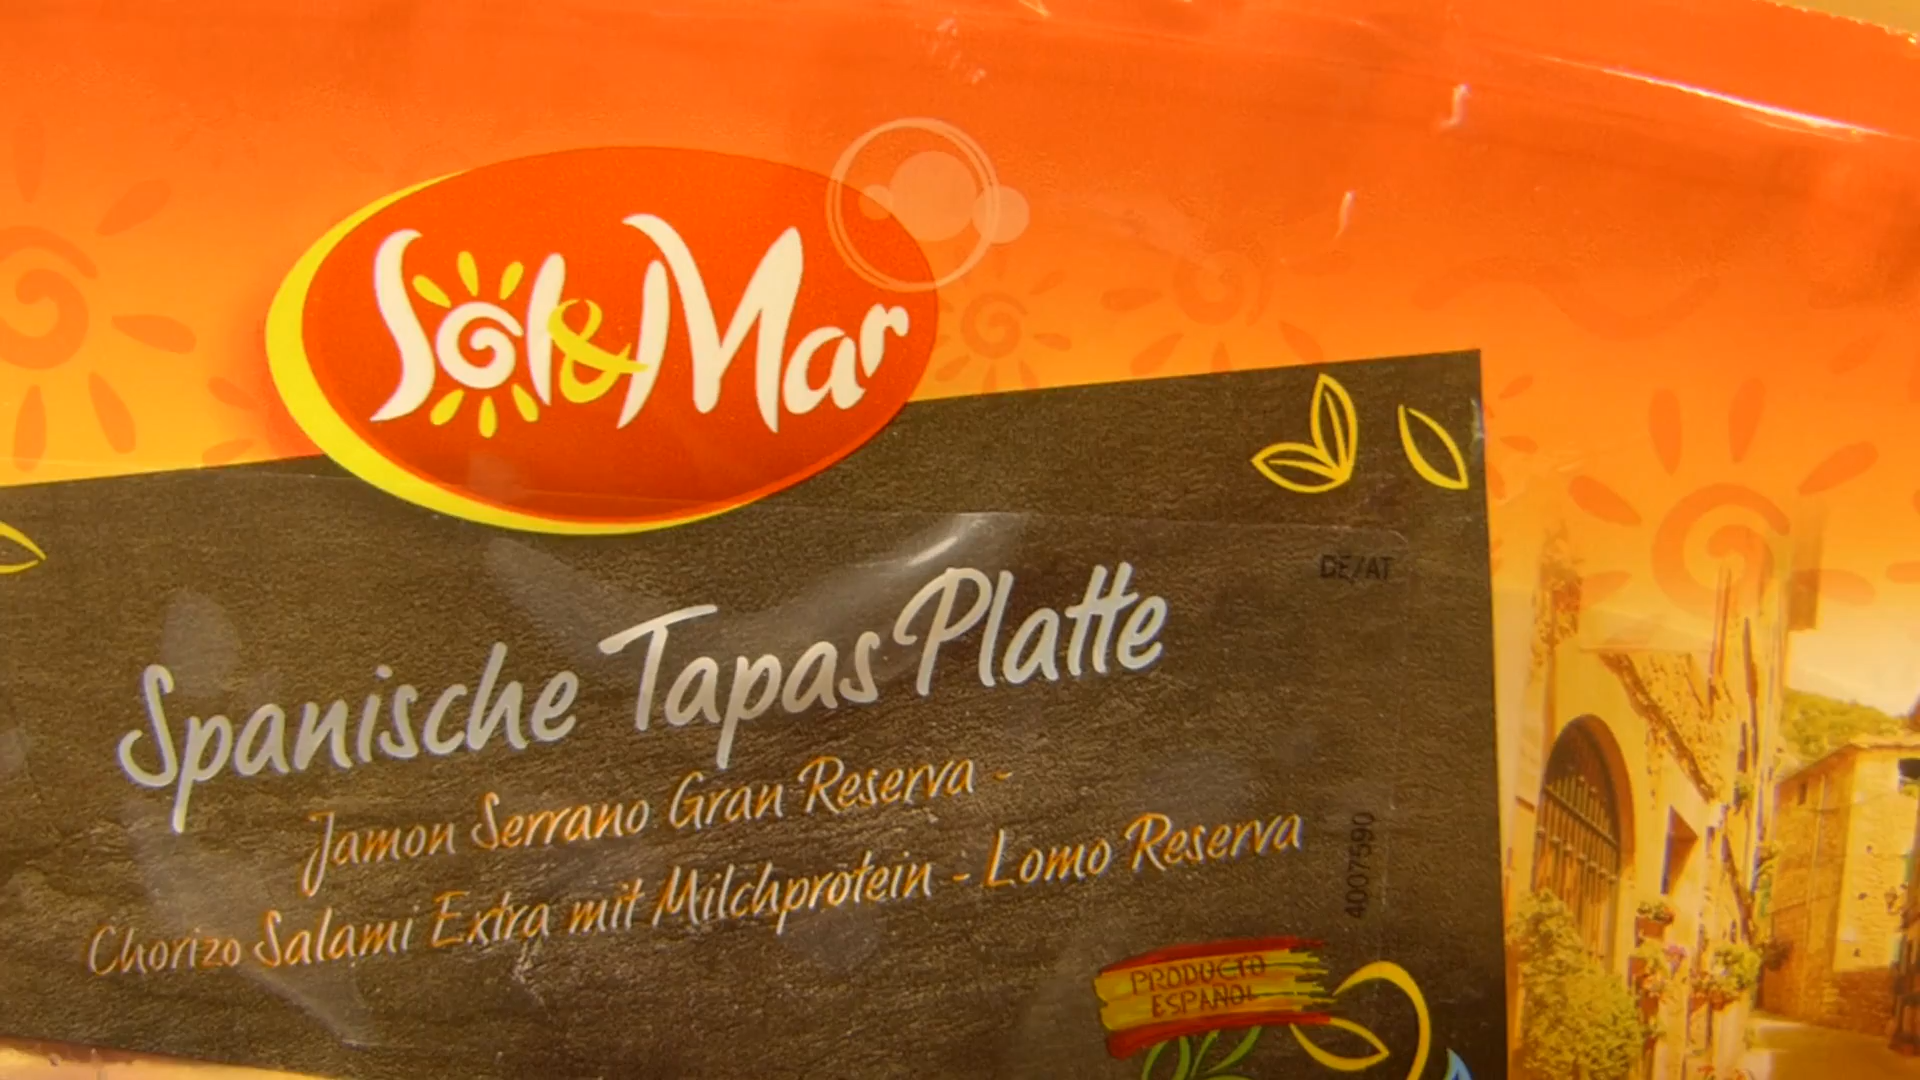 Sol&Mar
DE/AT
Spanische Tapas Platte
Jamon Serrano Gran Reserva -
Chorizo Salami Extra mit Milchprotein - Lomo Reserva
4007590
PRODUCTO
ESPAÑOL